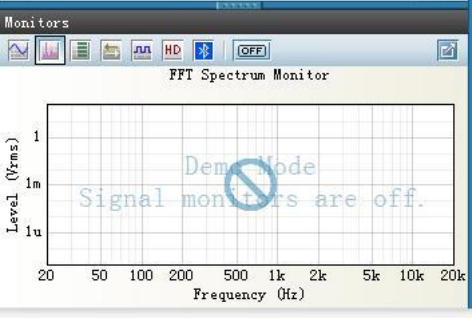 Monitors
HD OFF
FFT Spectrum Monitor
Level (Vrms)
1
1m
1u
Demo Mode
Signal monitors are off.
20 50 100 200 500 1k 2k 5k 10k 20k
Frequency (Hz)